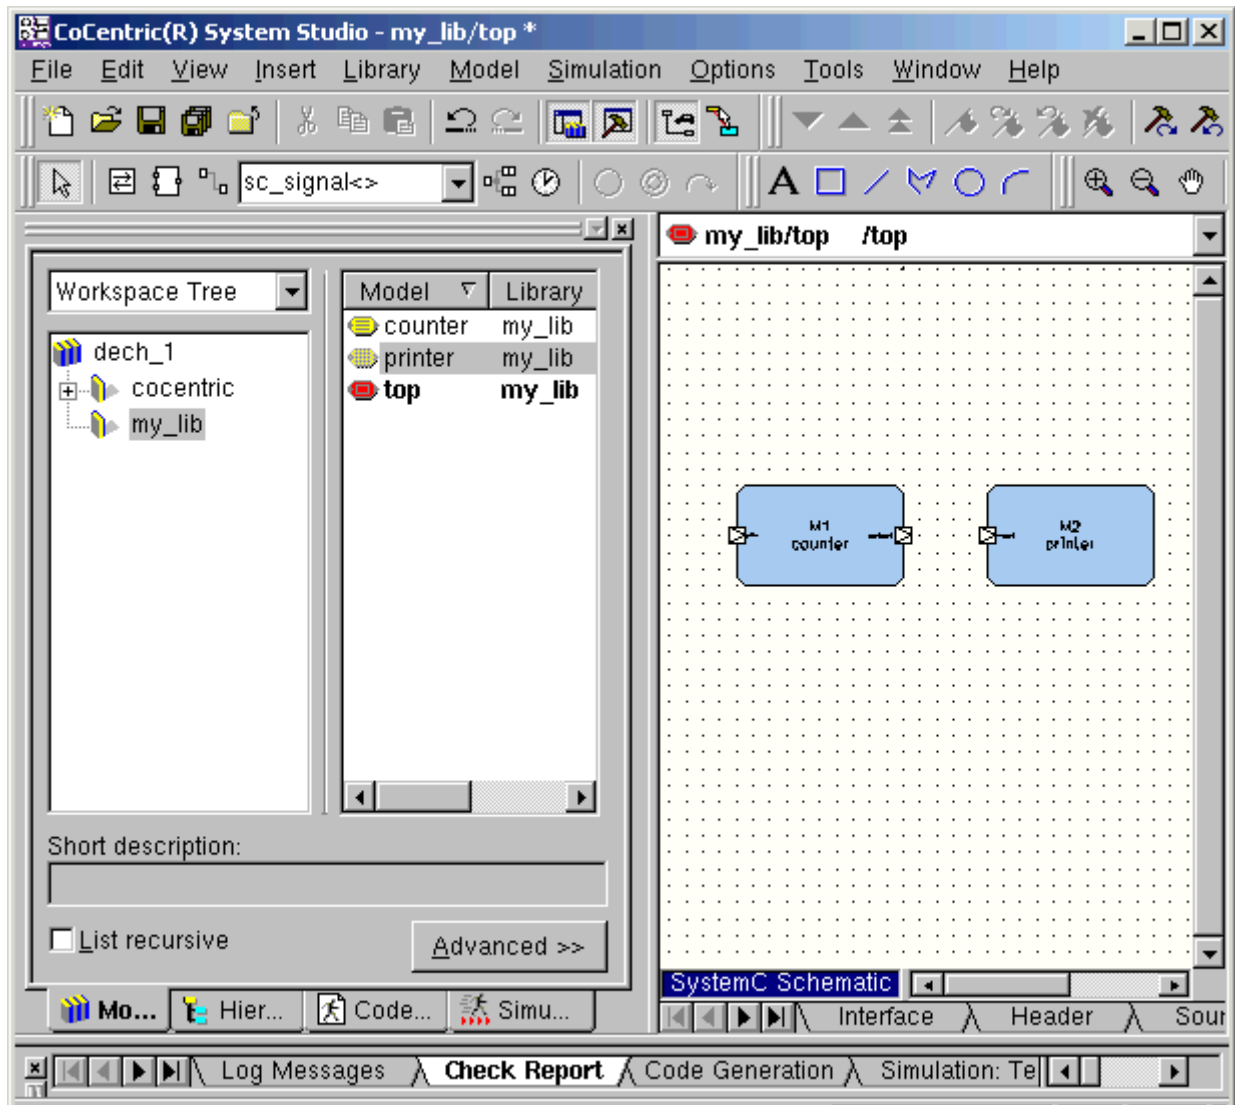 CoCentric(R) System Studio - my_lib/top *
File Edit View Insert Library Model Simulation Options Tools Window Help
sc_signal<>
A
my_lib/top /top
Workspace Tree
dech_1
cocentric
my_lib
Model Library
counter my_lib
printer my_lib
top my_lib
M1
counter
M2
printer
Short description:
List recursive
Advanced >>
SystemC Schematic
Mo... Hier... Code... Simu...
Interface Header Sour
Log Messages Check Report Code Generation Simulation: Te